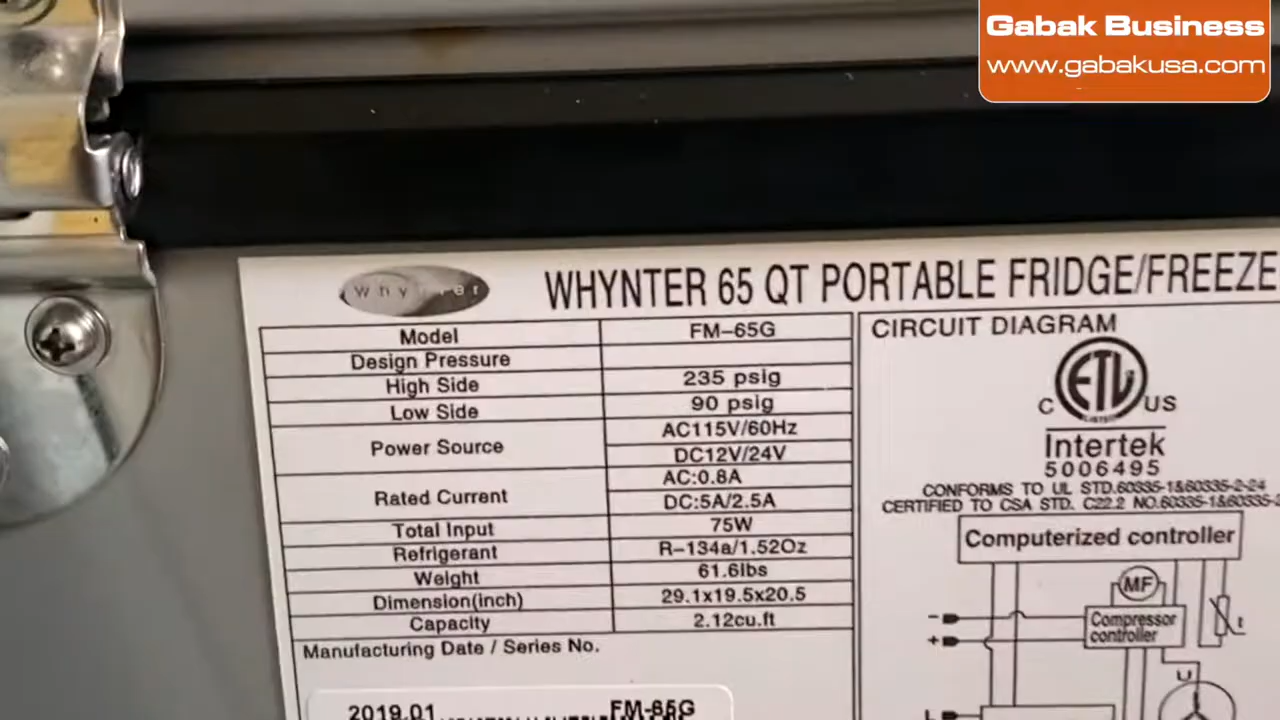 Gabak Business
www.gabakusa.com
whynter
WHYNTER 65 QT PORTABLE FRIDGE/FREEZE
Model FM-65G
Design Pressure
High Side 235 psig
Low Side 90 psig
Power Source AC115V/60Hz
DC12V/24V
Rated Current AC:0.8A
DC:5A/2.5A
Total Input 75W
Refrigerant R-134a/1.52Oz
Weight 61.6lbs
Dimension(inch) 29.1x19.5x20.5
Capacity 2.12cu.ft
Manufacturing Date / Series No.
2019.01 FM-65G
CIRCUIT DIAGRAM
ETL
LISTED
C US
Intertek
5006495
CONFORMS TO UL STD.60335-1&60335-2-24
CERTIFIED TO CSA STD. C22.2 NO.60335-1&60335-2
Computerized controller
MF
- Compressor
+ controller
t
U
L